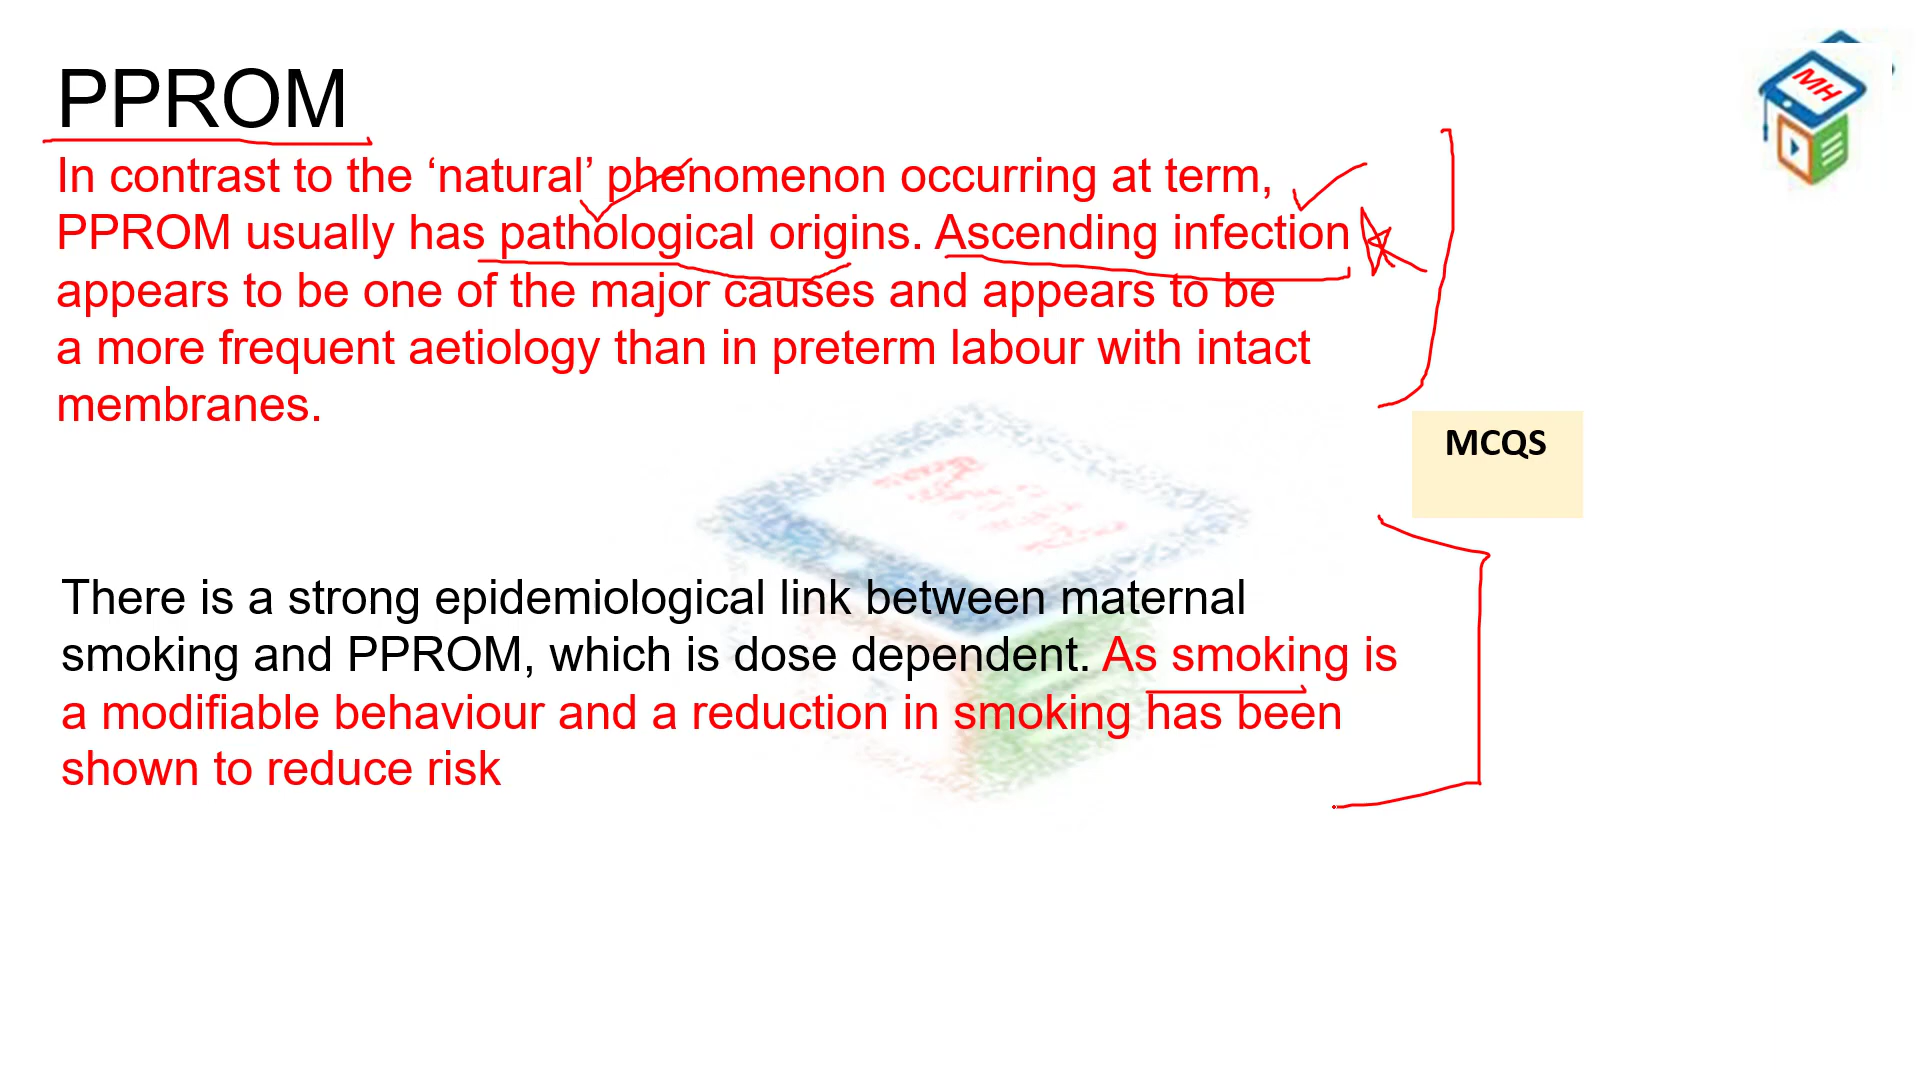 PPROM
MH
In contrast to the ‘natural’ phenomenon occurring at term,
PPROM usually has pathological origins. Ascending infection
appears to be one of the major causes and appears to be
a more frequent aetiology than in preterm labour with intact
membranes.
MCQS
There is a strong epidemiological link between maternal
smoking and PPROM, which is dose dependent. As smoking is
a modifiable behaviour and a reduction in smoking has been
shown to reduce risk